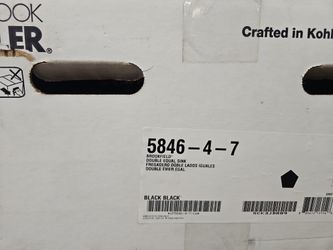 OOK
LER
Crafted in Kohl
5846-4-7
BROOKFIELD
DOUBLE EQUAL SINK
FREGADERO DOBLE LADOS IGUALES
DOUBLE EVIER EGAL
BLACK BLACK